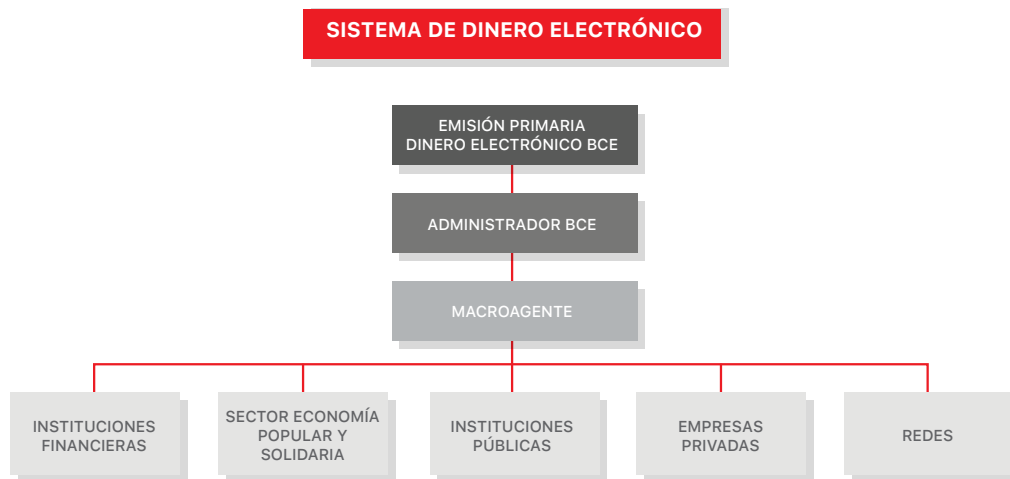 SISTEMA DE DINERO ELECTRÓNICO
EMISIÓN PRIMARIA
DINERO ELECTRÓNICO BCE
ADMINISTRADOR BCE
MACROAGENTE
INSTITUCIONES
FINANCIERAS
SECTOR ECONOMÍA
POPULAR Y
SOLIDARIA
INSTITUCIONES
PÚBLICAS
EMPRESAS
PRIVADAS
REDES